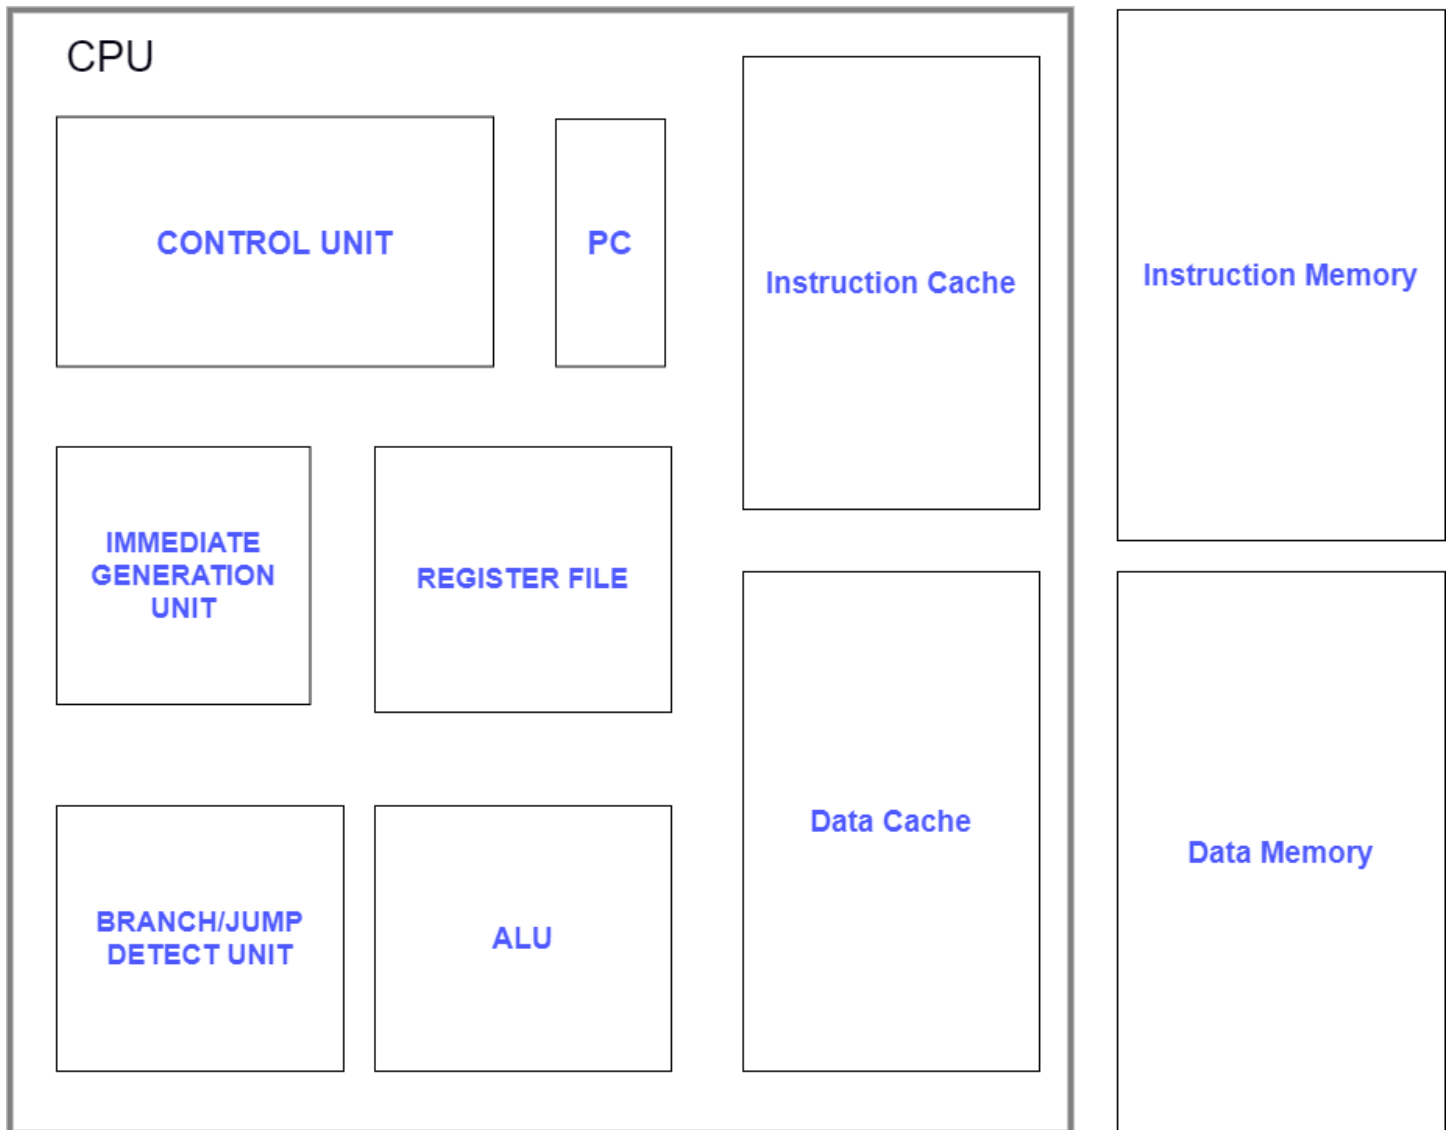 CPU
CONTROL UNIT
PC
Instruction Cache
Instruction Memory
IMMEDIATE
GENERATION
UNIT
REGISTER FILE
Data Cache
Data Memory
BRANCH/JUMP
DETECT UNIT
ALU